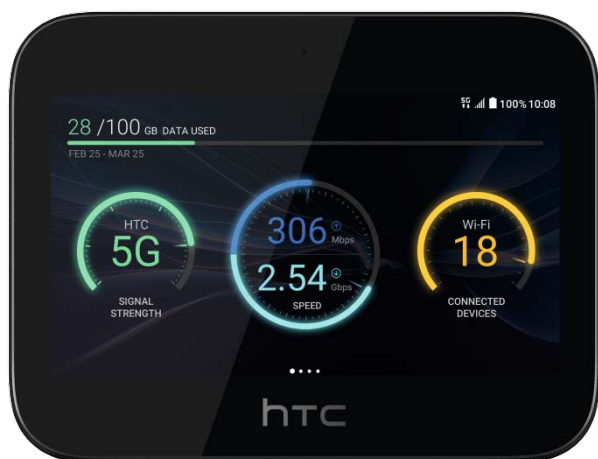 5G 100% 10:08
28 /100 GB DATA USED
FEB 25 - MAR 25
HTC
5G
SIGNAL
STRENGTH
306 Mbps
2.54 Gbps
SPEED
Wi-Fi
18
CONNECTED
DEVICES
hTC